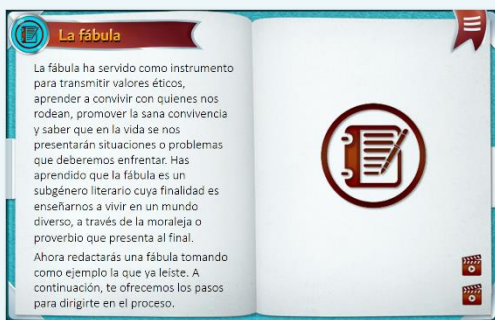 La fábula
La fábula ha servido como instrumento
para transmitir valores éticos,
aprender a convivir con quienes nos
rodean, promover la sana convivencia
y saber que en la vida se nos
presentarán situaciones o problemas
que deberemos enfrentar. Has
aprendido que la fábula es un
subgénero literario cuya finalidad es
enseñarnos a vivir en un mundo
diverso, a través de la moraleja o
proverbio que presenta al final.
Ahora redactarás una fábula tomando
como ejemplo la que ya leíste. A
continuación, te ofrecemos los pasos
para dirigirte en el proceso.